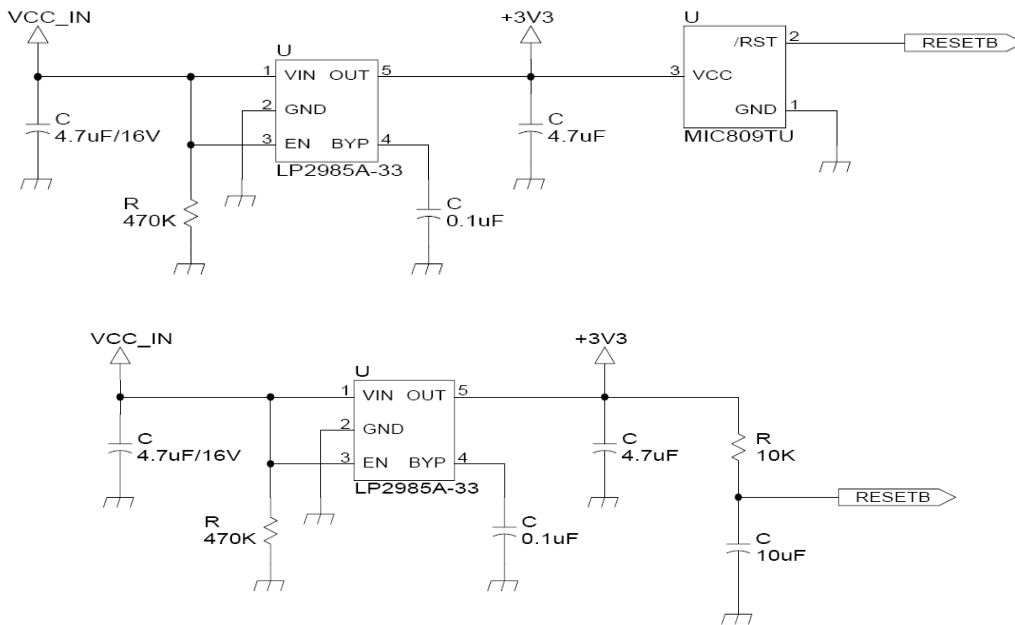 VCC_IN
+3V3
U
/RST 2
RESETB
U
1 VIN OUT 5
3 VCC
2 GND
GND 1
C
4.7uF/16V
3 EN BYP 4
C
4.7uF
MIC809TU
LP2985A-33
R
470K
C
0.1uF
VCC_IN
+3V3
U
1 VIN OUT 5
2 GND
C
4.7uF/16V
3 EN BYP 4
C
4.7uF
R
10K
LP2985A-33
RESETB
R
470K
C
0.1uF
C
10uF